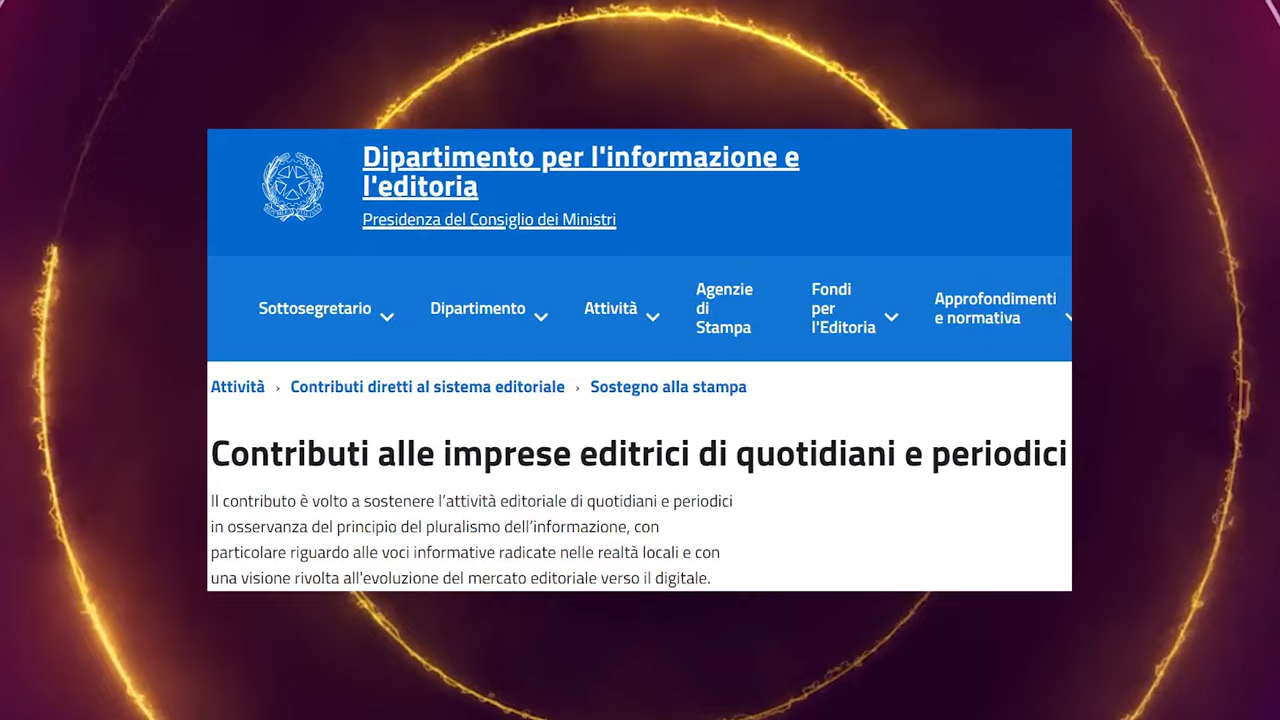 Dipartimento per l'informazione e
l'editoria
Presidenza del Consiglio dei Ministri
Sottosegretario
Dipartimento
Attività
Agenzie
di
Stampa
Fondi
per
l'Editoria
Approfondimenti
e normativa
Attività › Contributi diretti al sistema editoriale › Sostegno alla stampa
Contributi alle imprese editrici di quotidiani e periodici
Il contributo è volto a sostenere l’attività editoriale di quotidiani e periodici
in osservanza del principio del pluralismo dell’informazione, con
particolare riguardo alle voci informative radicate nelle realtà locali e con
una visione rivolta all'evoluzione del mercato editoriale verso il digitale.